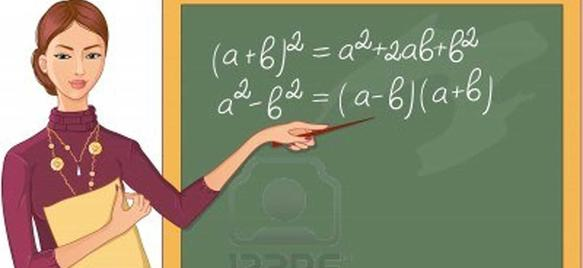 (a+b)² = a²+2ab+b²
a²-b² = (a-b)(a+b)